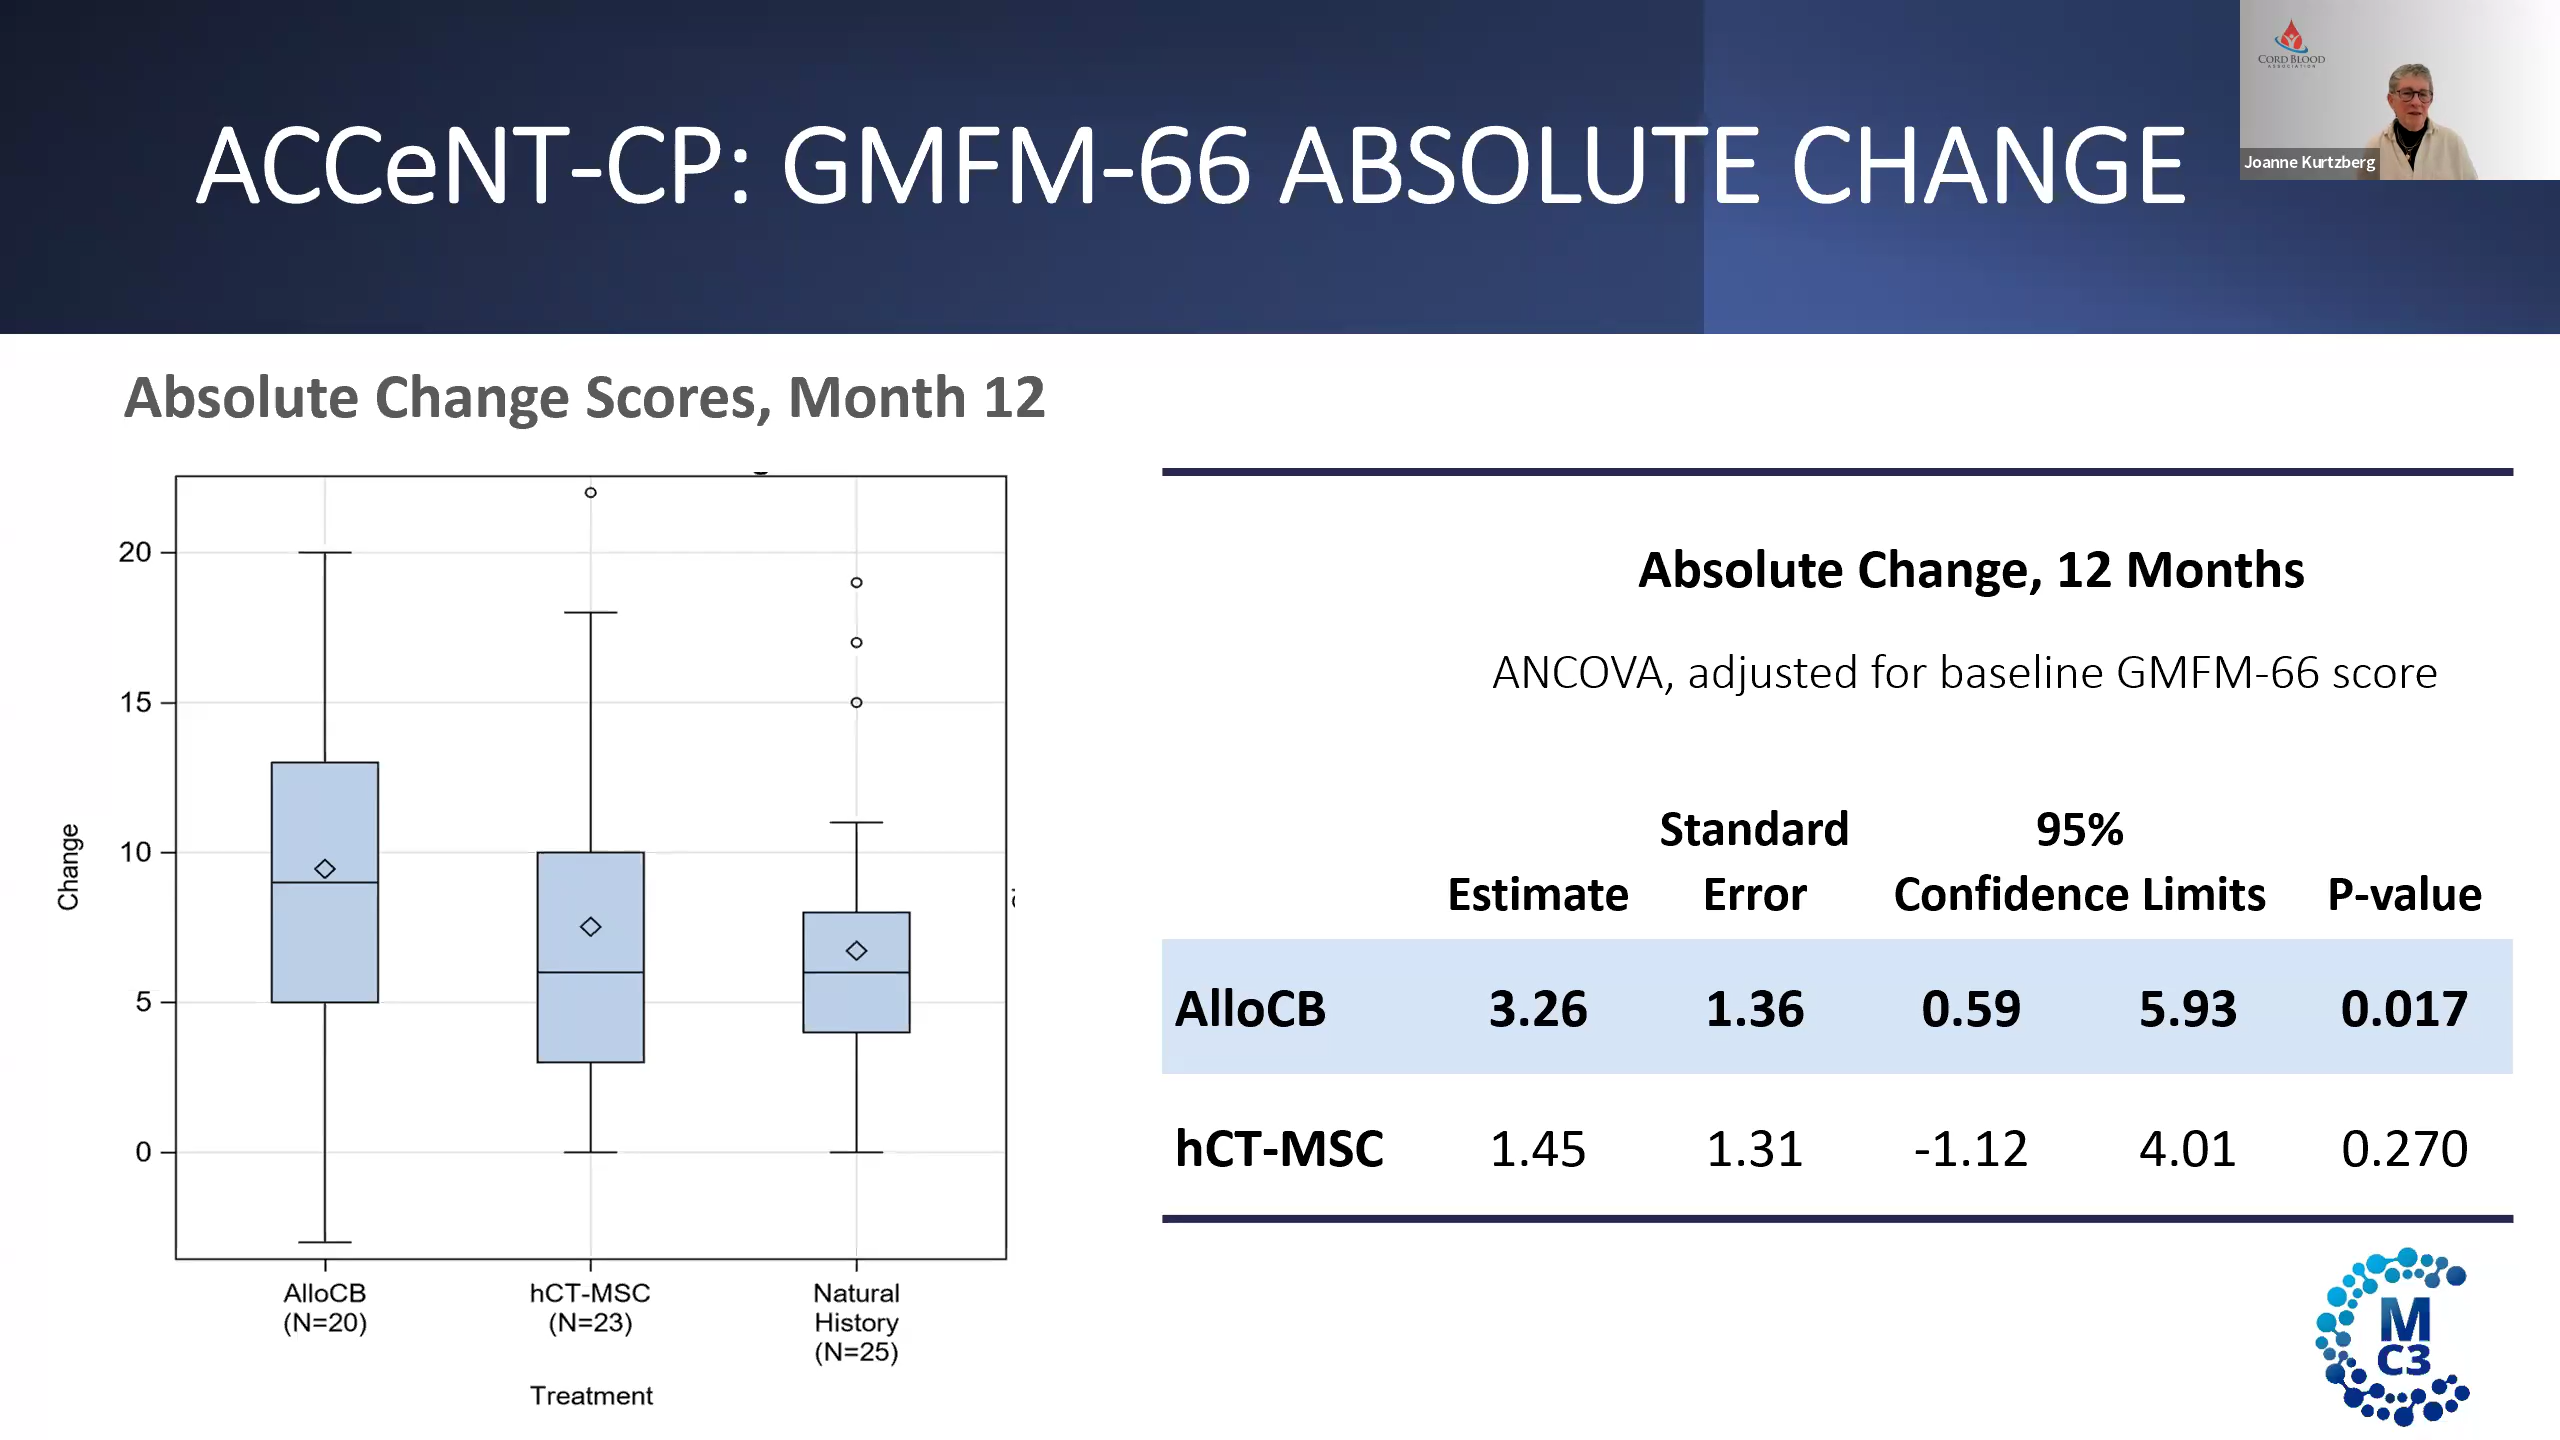 CORD BLOOD
ASSOCIATION
Joanne Kurtzberg
ACCeNT-CP: GMFM-66 ABSOLUTE CHANGE
Absolute Change Scores, Month 12
20
15
10
5
0
Change
AlloCB
(N=20)
hCT-MSC
(N=23)
Natural
History
(N=25)
Treatment
Absolute Change, 12 Months
ANCOVA, adjusted for baseline GMFM-66 score
Estimate Standard Error 95% Confidence Limits P-value
AlloCB 3.26 1.36 0.59 5.93 0.017
hCT-MSC 1.45 1.31 -1.12 4.01 0.270
M
C3